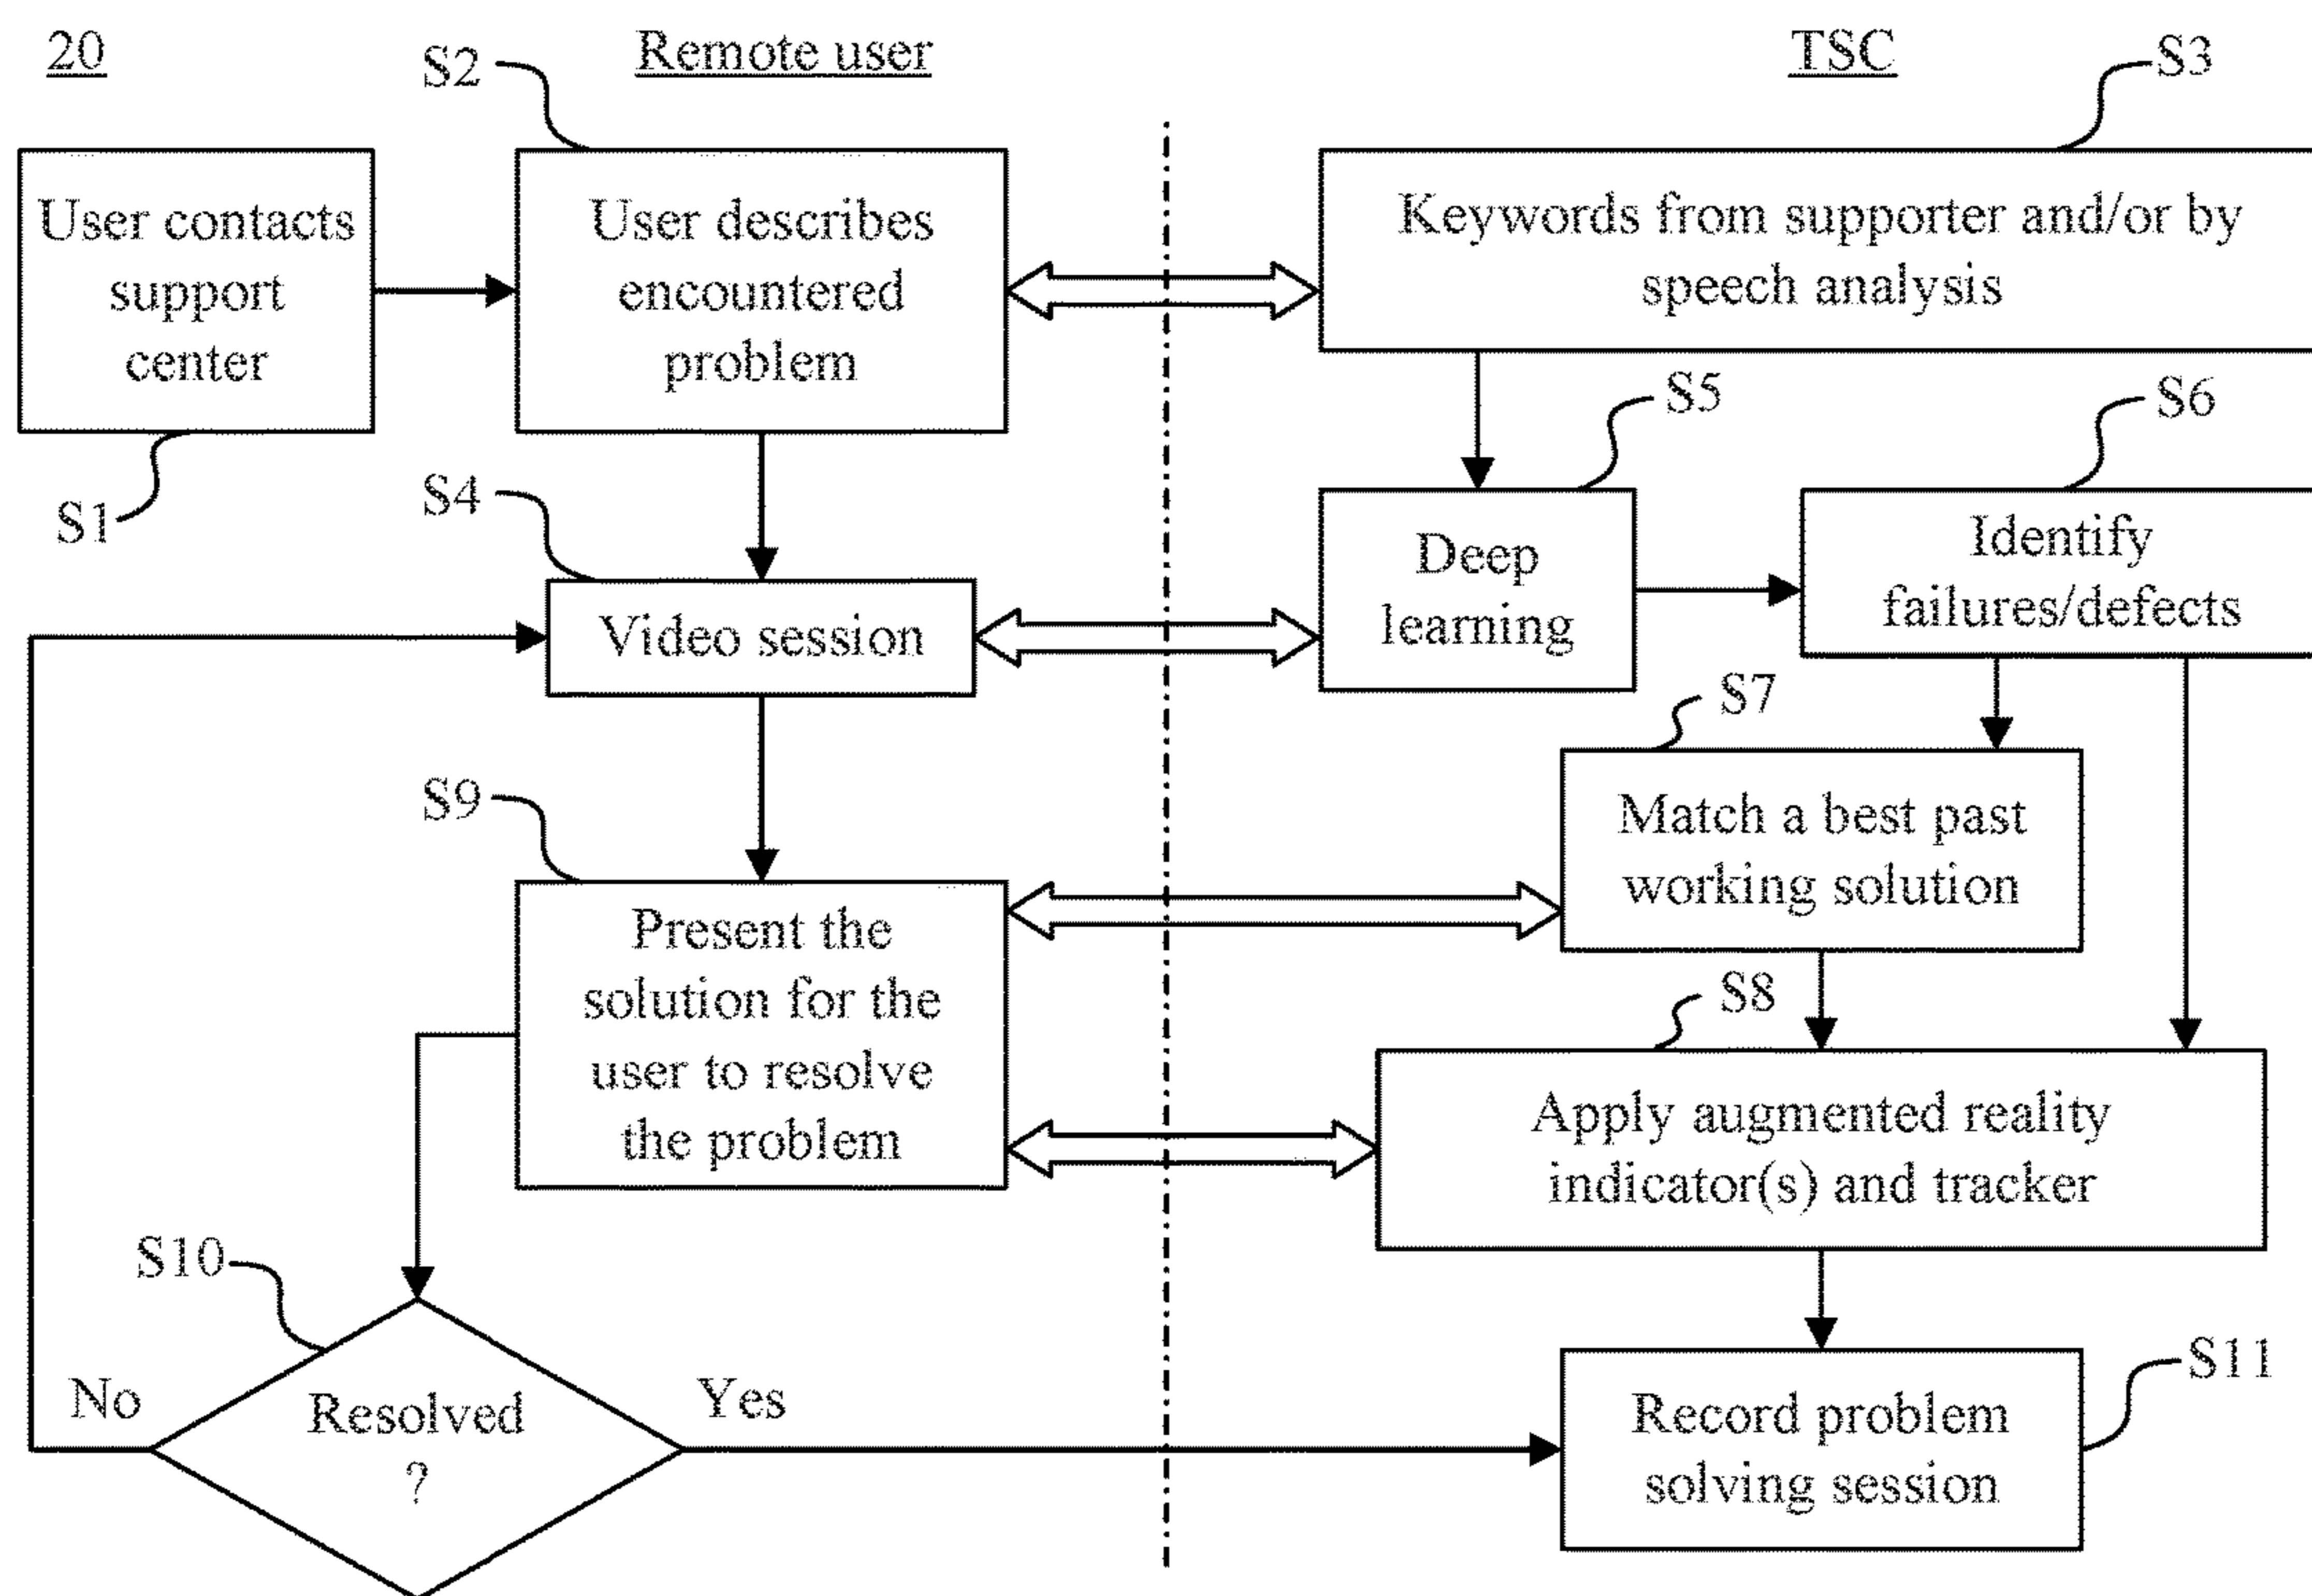 20
Remote user
TSC
S2
S3
User contacts
support
center
User describes
encountered
problem
Keywords from supporter and/or by
speech analysis
S1
S4
S5
S6
Video session
Deep
learning
Identify
failures/defects
S7
S9
Match a best past
working solution
Present the
solution for the
user to resolve
the problem
S8
Apply augmented reality
indicator(s) and tracker
S10
No
Resolved
?
Yes
S11
Record problem
solving session